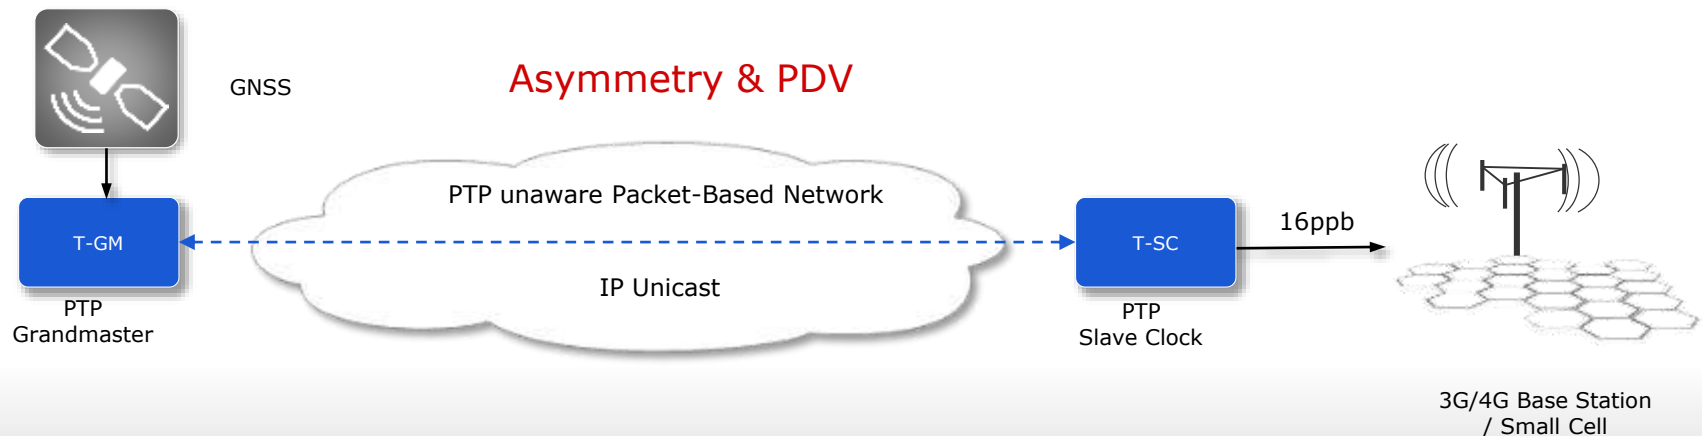 GNSS
Asymmetry & PDV
PTP unaware Packet-Based Network
T-GM
T-SC
16ppb
IP Unicast
PTP
Grandmaster
PTP
Slave Clock
3G/4G Base Station
/ Small Cell